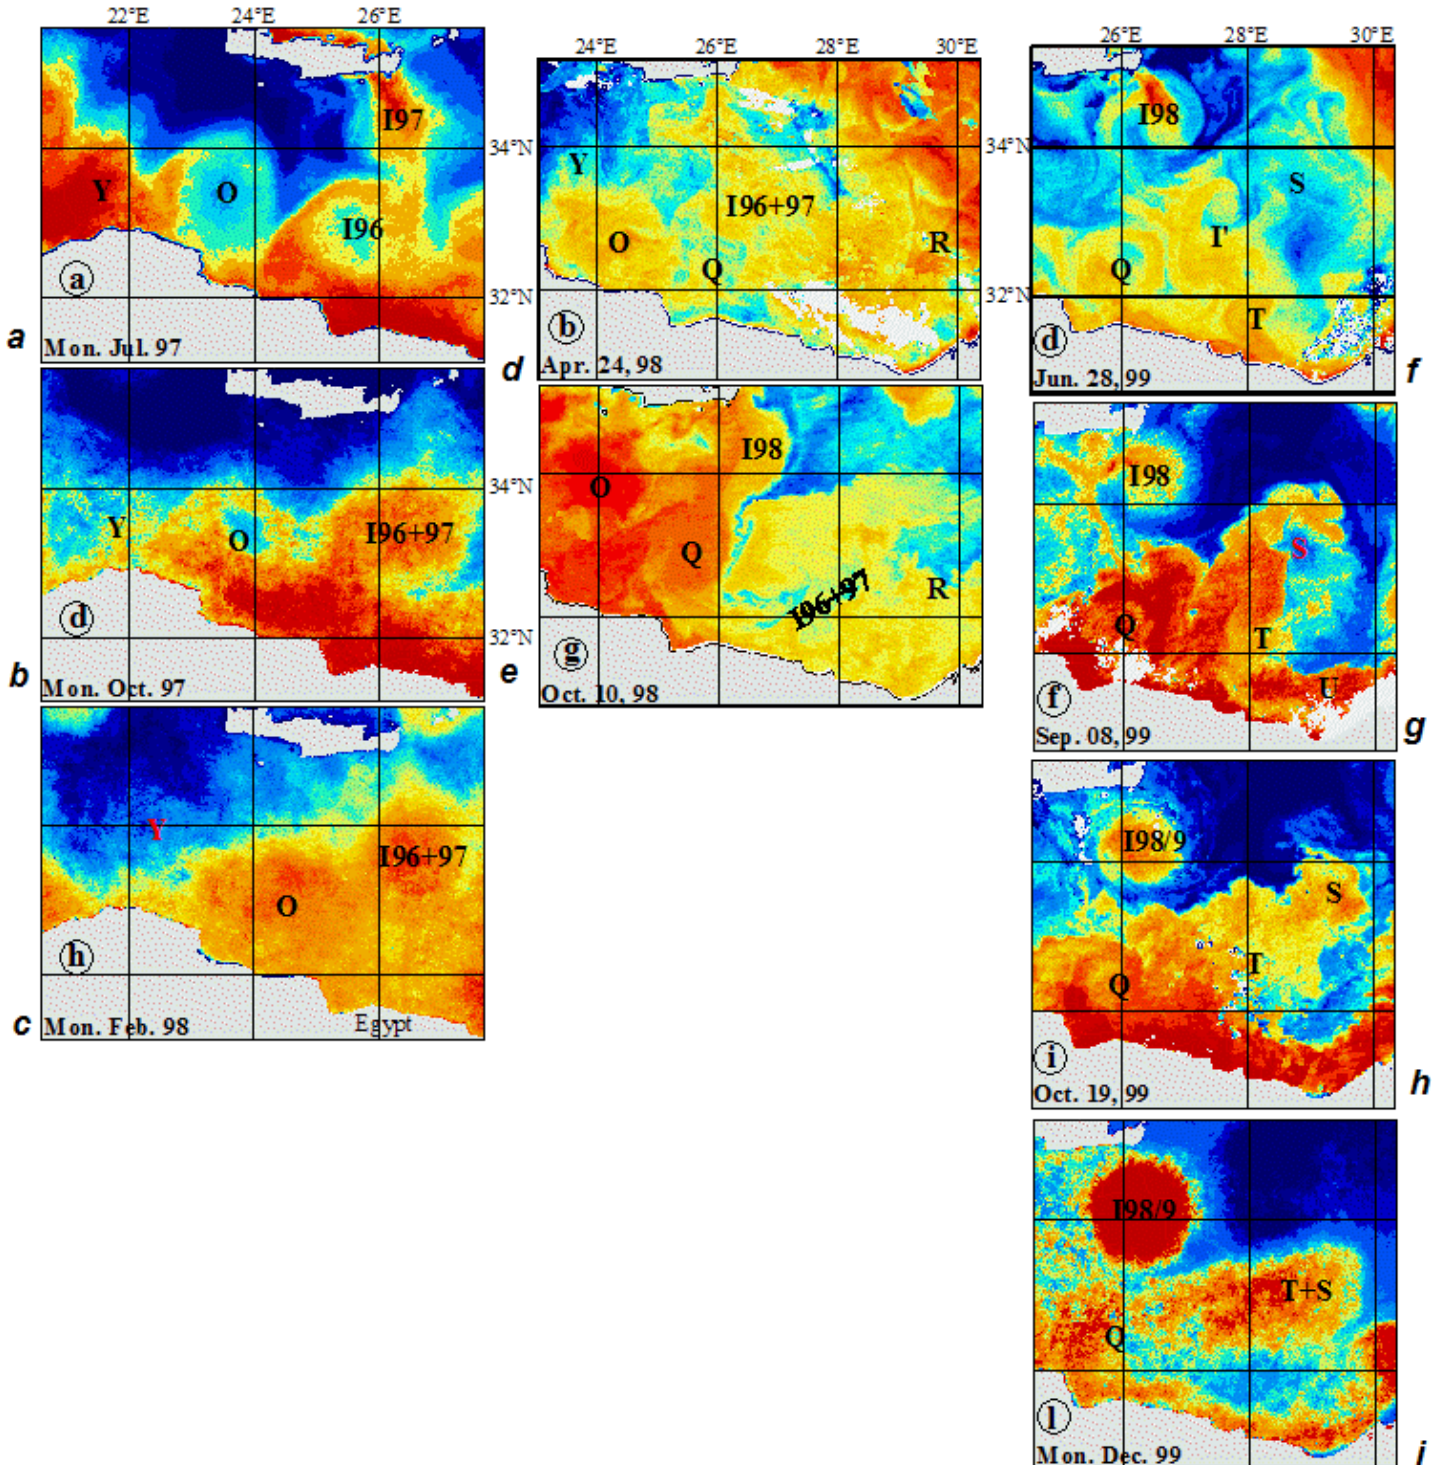 22°E 24°E 26°E
I97
Y O
I96
a
a
Mon. Jul. 97
Y O I96+97
d
b
Mon. Oct. 97
Y
I96+97
O
h
c
Mon. Feb. 98
Egypt
24°E 26°E 28°E 30°E
34°N
Y
I96+97
O Q R
b
32°N
d
Apr. 24, 98
I98
34°N
O
Q
I96+97
R
g
32°N
e
Oct. 10, 98
26°E 28°E 30°E
34°N
I98
S
I'
Q
32°N
T
d
f
Jun. 28, 99
I98
S
Q T
U
f
g
Sep. 08, 99
I98/9
S
T
Q
i
h
Oct. 19, 99
I98/9
T+S
Q
l
i
Mon. Dec. 99